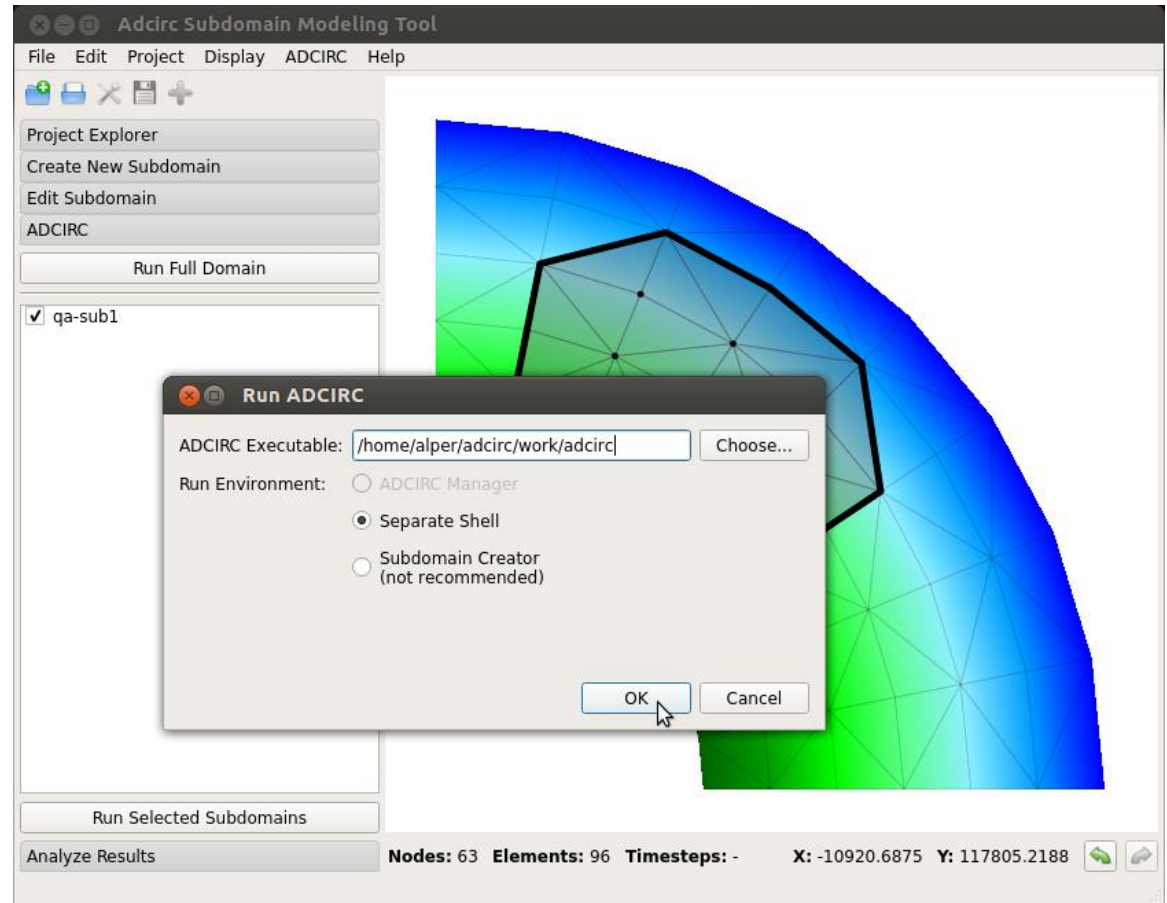 Adcirc Subdomain Modeling Tool
File Edit Project Display ADCIRC Help
Project Explorer
Create New Subdomain
Edit Subdomain
ADCIRC
Run Full Domain
qa-sub1
Run ADCIRC
ADCIRC Executable: /home/alper/adcirc/work/adcirc Choose...
Run Environment: ADCIRC Manager
Separate Shell
Subdomain Creator
(not recommended)
OK Cancel
Run Selected Subdomains
Analyze Results Nodes: 63 Elements: 96 Timesteps: - X: -10920.6875 Y: 117805.2188